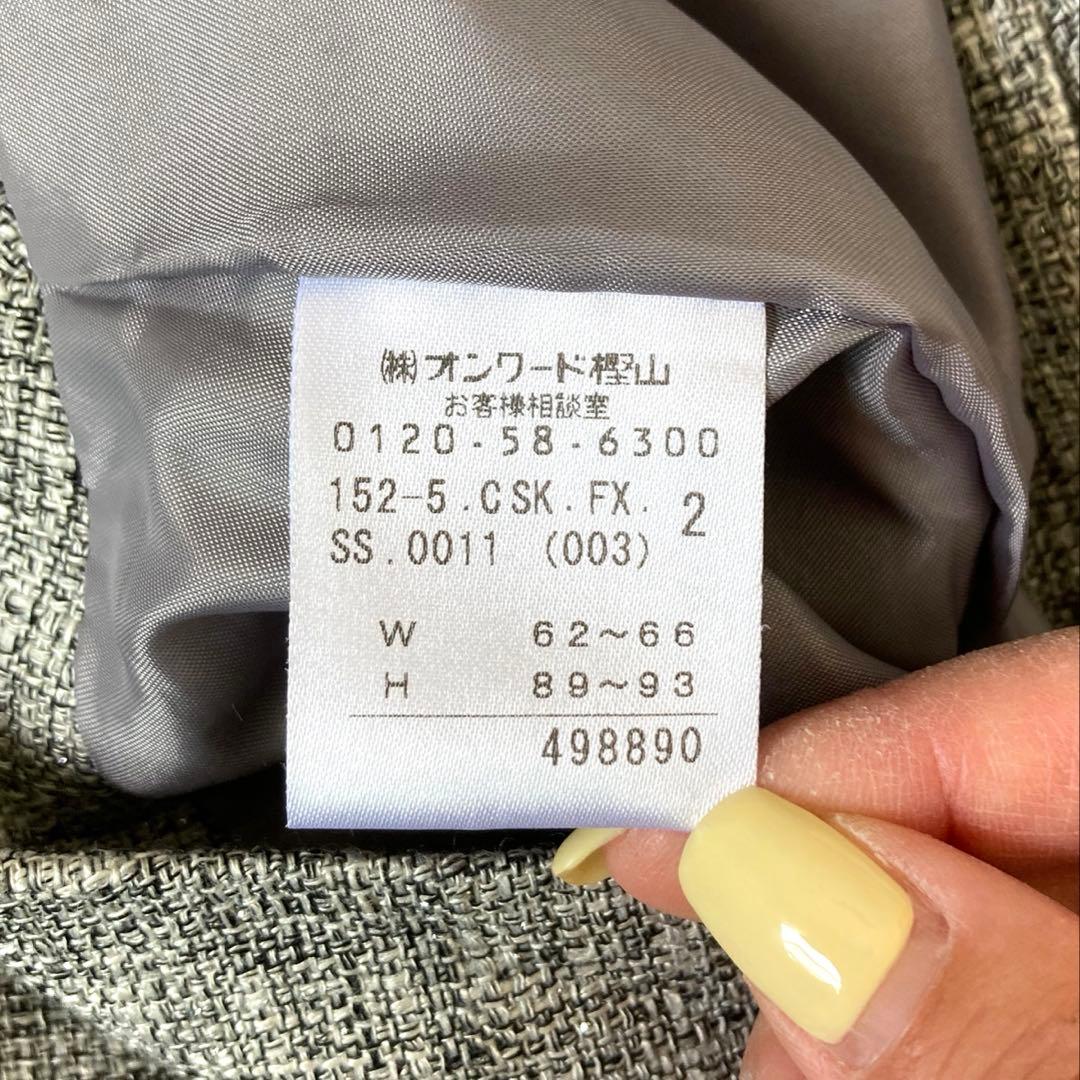 (株)オンワード樫山
お客様相談室
0120-58-6300
152-5.CSK.FX. 2
SS.0011 (003)
W 62~66
H 89~93
498890